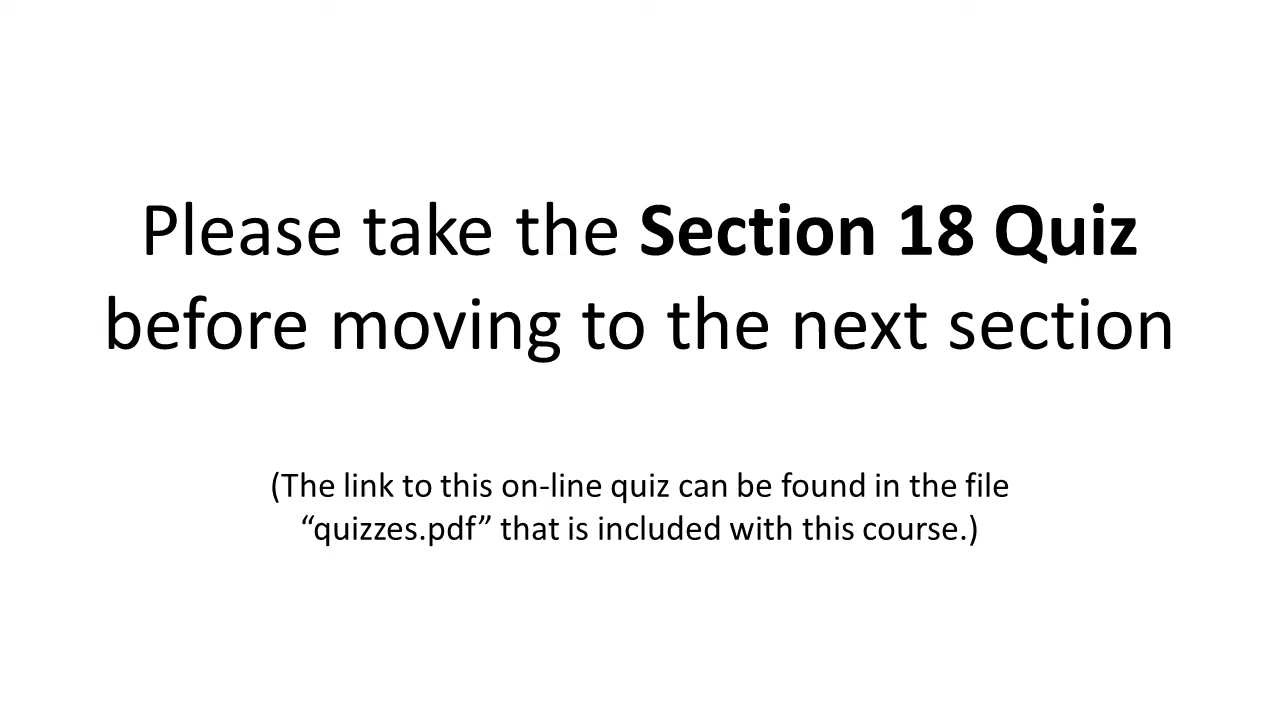 Please take the Section 18 Quiz
before moving to the next section
(The link to this on-line quiz can be found in the file
“quizzes.pdf” that is included with this course.)